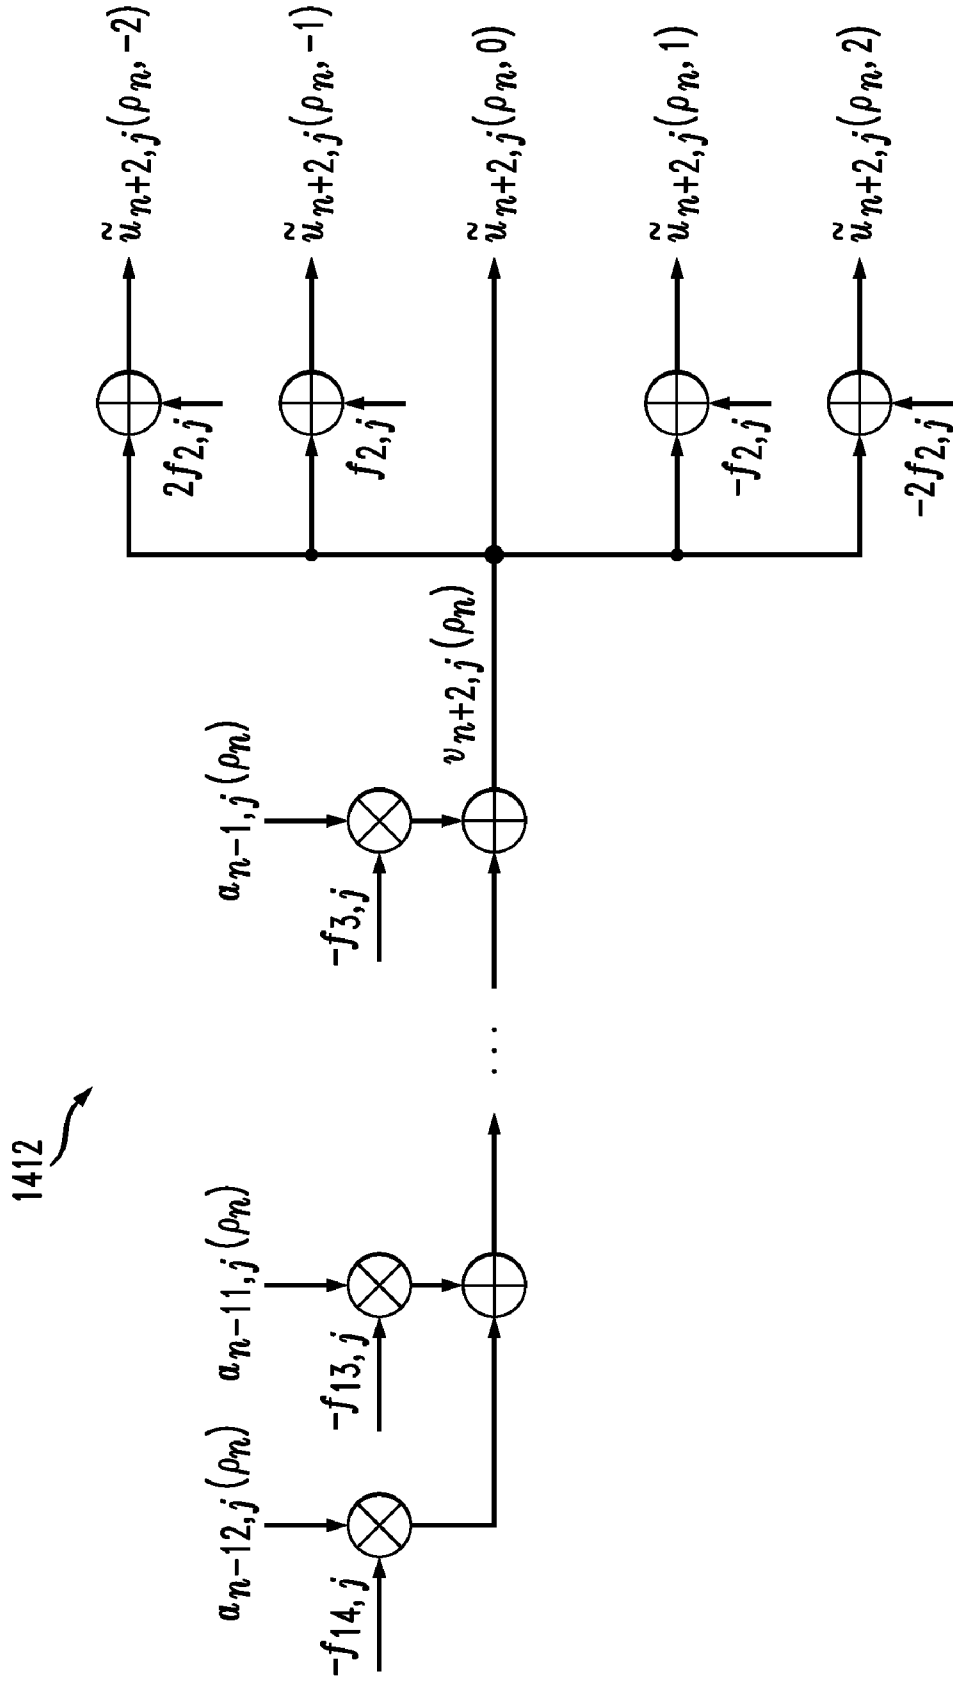 1412
a_{n-12,j}(ρ_n)
-f_{14,j}
a_{n-11,j}(ρ_n)
-f_{13,j}
...
a_{n-1,j}(ρ_n)
-f_{3,j}
v_{n+2,j}(ρ_n)
2f_{2,j}
ũ_{n+2,j}(ρ_n,-2)
f_{2,j}
ũ_{n+2,j}(ρ_n,-1)
ũ_{n+2,j}(ρ_n,0)
-f_{2,j}
ũ_{n+2,j}(ρ_n,1)
-2f_{2,j}
ũ_{n+2,j}(ρ_n,2)